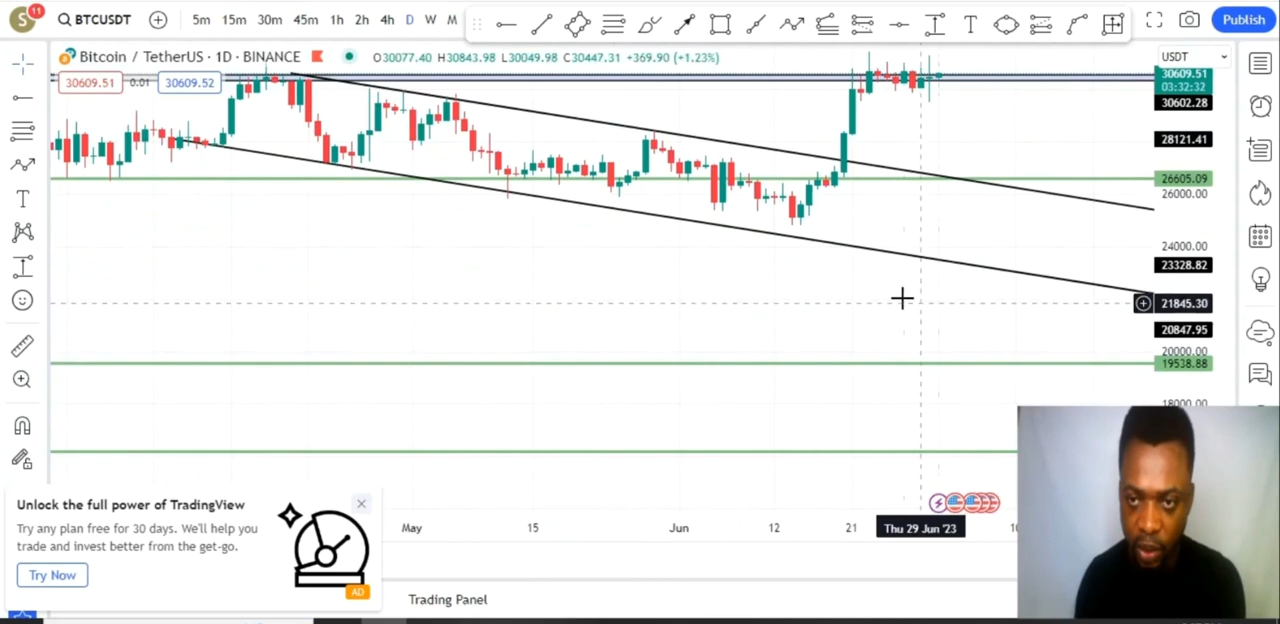 S 11 BTCUSDT 5m 15m 30m 45m 1h 2h 4h D W M T Publish
Bitcoin / TetherUS · 1D · BINANCE O30077.40 H30843.98 L30049.98 C30447.31 +369.90 (+1.23%) USDT
30609.51 0.01 30609.52
30609.51
03:32:32
30602.28
28121.41
26605.09
26000.00
24000.00
23328.82
21845.30
20847.95
20000.00
19538.88
18000.00
T
Unlock the full power of TradingView
Try any plan free for 30 days. We'll help you
trade and invest better from the get-go.
Try Now
AD
May 15 Jun 12 21 Thu 29 Jun '23
Trading Panel